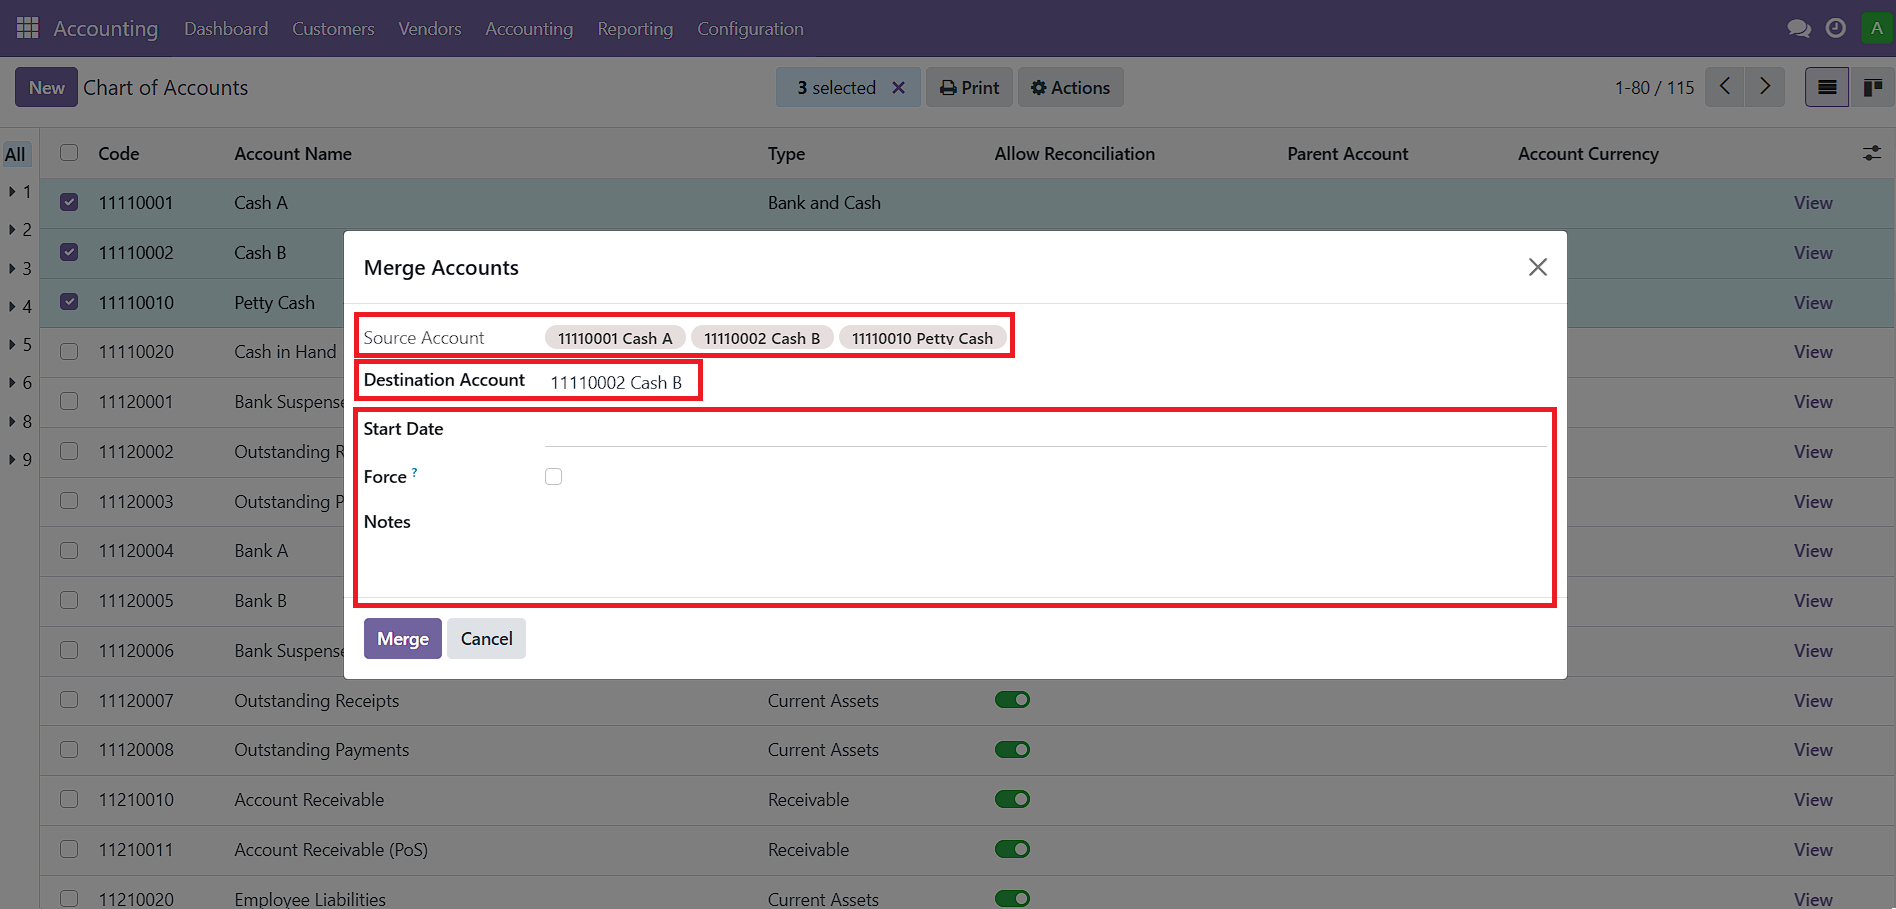 Accounting Dashboard Customers Vendors Accounting Reporting Configuration A
New Chart of Accounts 3 selected Print Actions 1-80 / 115
All Code Account Name Type Allow Reconciliation Parent Account Account Currency
1 11110001 Cash A Bank and Cash View
2 11110002 Cash B View
Merge Accounts
3 11110010 Petty Cash View
4
Source Account 11110001 Cash A 11110002 Cash B 11110010 Petty Cash
5 11110020 Cash in Hand View
Destination Account 11110002 Cash B
6
11120001 Bank Suspense View
8
Start Date
9 11120002 Outstanding R View
Force ?
11120003 Outstanding P View
Notes
11120004 Bank A View
11120005 Bank B View
Merge Cancel
11120006 Bank Suspense View
11120007 Outstanding Receipts Current Assets View
11120008 Outstanding Payments Current Assets View
11210010 Account Receivable Receivable View
11210011 Account Receivable (PoS) Receivable View
11210020 Employee Liabilities Current Assets View